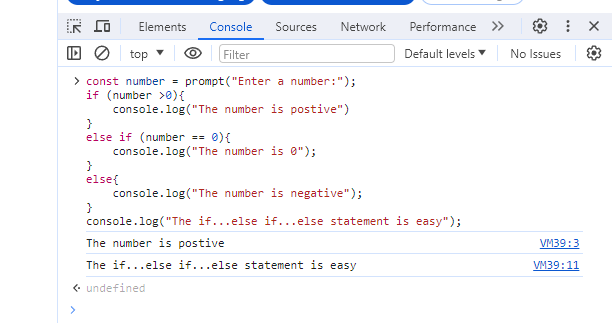 Elements Console Sources Network Performance
top Filter Default levels No Issues
const number = prompt("Enter a number:");
if (number >0){
console.log("The number is postive")
}
else if (number == 0){
console.log("The number is 0");
}
else{
console.log("The number is negative");
}
console.log("The if...else if...else statement is easy");
The number is postive VM39:3
The if...else if...else statement is easy VM39:11
undefined